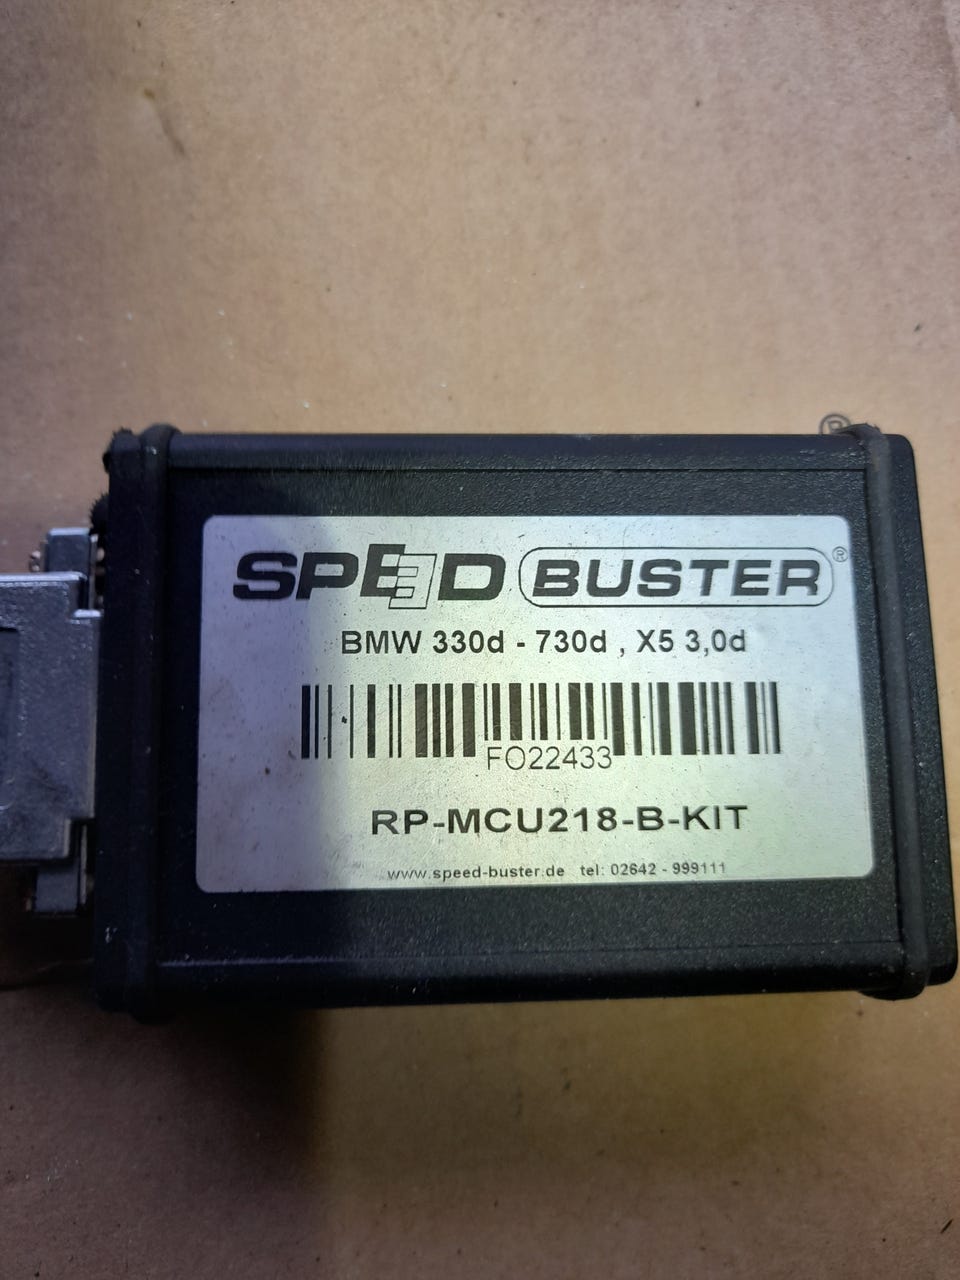 SPEED BUSTER®
BMW 330d - 730d , X5 3,0d
FO22433
RP-MCU218-B-KIT
www.speed-buster.de tel: 02642 - 999111
®